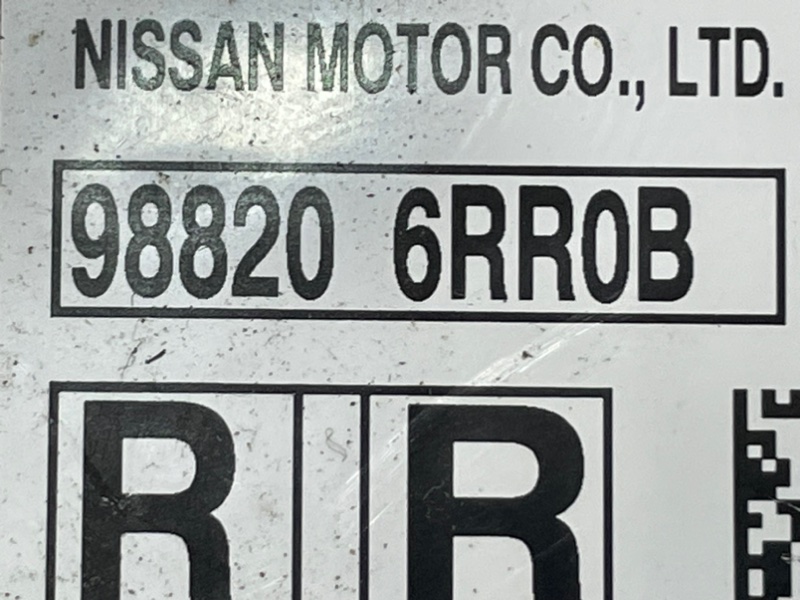 NISSAN MOTOR CO., LTD.
98820 6RR0B
R R